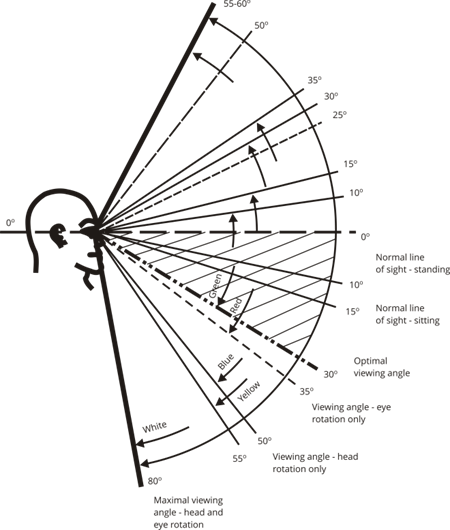 55-60°
50°
35°
30°
25°
15°
10°
0°
0°
Normal line
of sight - standing
10°
Normal line
of sight - sitting
15°
Green
Red
Optimal
viewing angle
30°
35°
Blue
Yellow
Viewing angle - eye
rotation only
White
50°
55°
Viewing angle - head
rotation only
80°
Maximal viewing
angle - head and
eye rotation